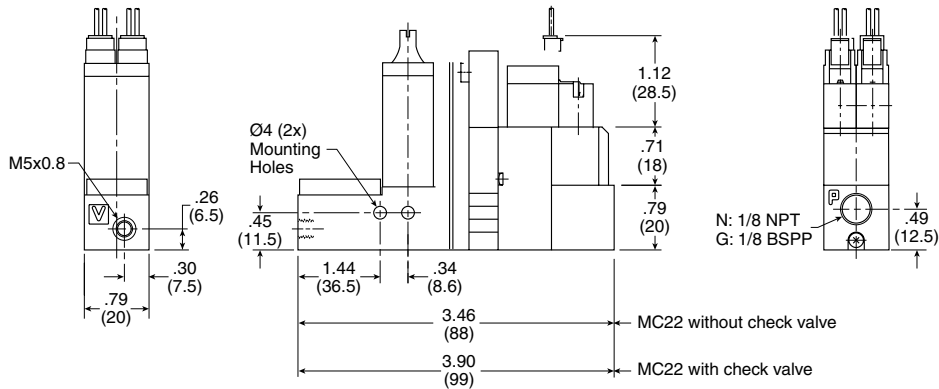 M5x0.8
V
.26
(6.5)
.30
(7.5)
.79
(20)
Ø4 (2x)
Mounting
Holes
.45
(11.5)
1.44
(36.5)
.34
(8.6)
3.46
(88)
MC22 without check valve
3.90
(99)
MC22 with check valve
1.12
(28.5)
.71
(18)
.79
(20)
P
N: 1/8 NPT
G: 1/8 BSPP
.49
(12.5)